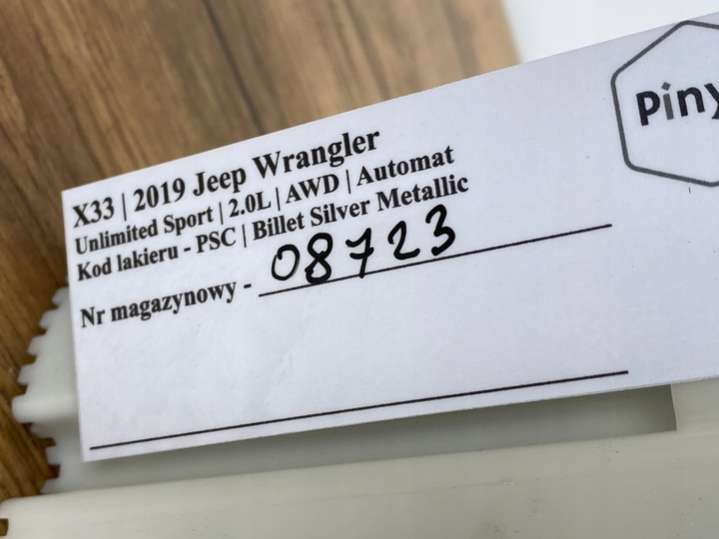 X33 | 2019 Jeep Wrangler
Unlimited Sport | 2.0L | AWD | Automat
Kod lakieru - PSC | Billet Silver Metallic
Nr magazynowy - 08723